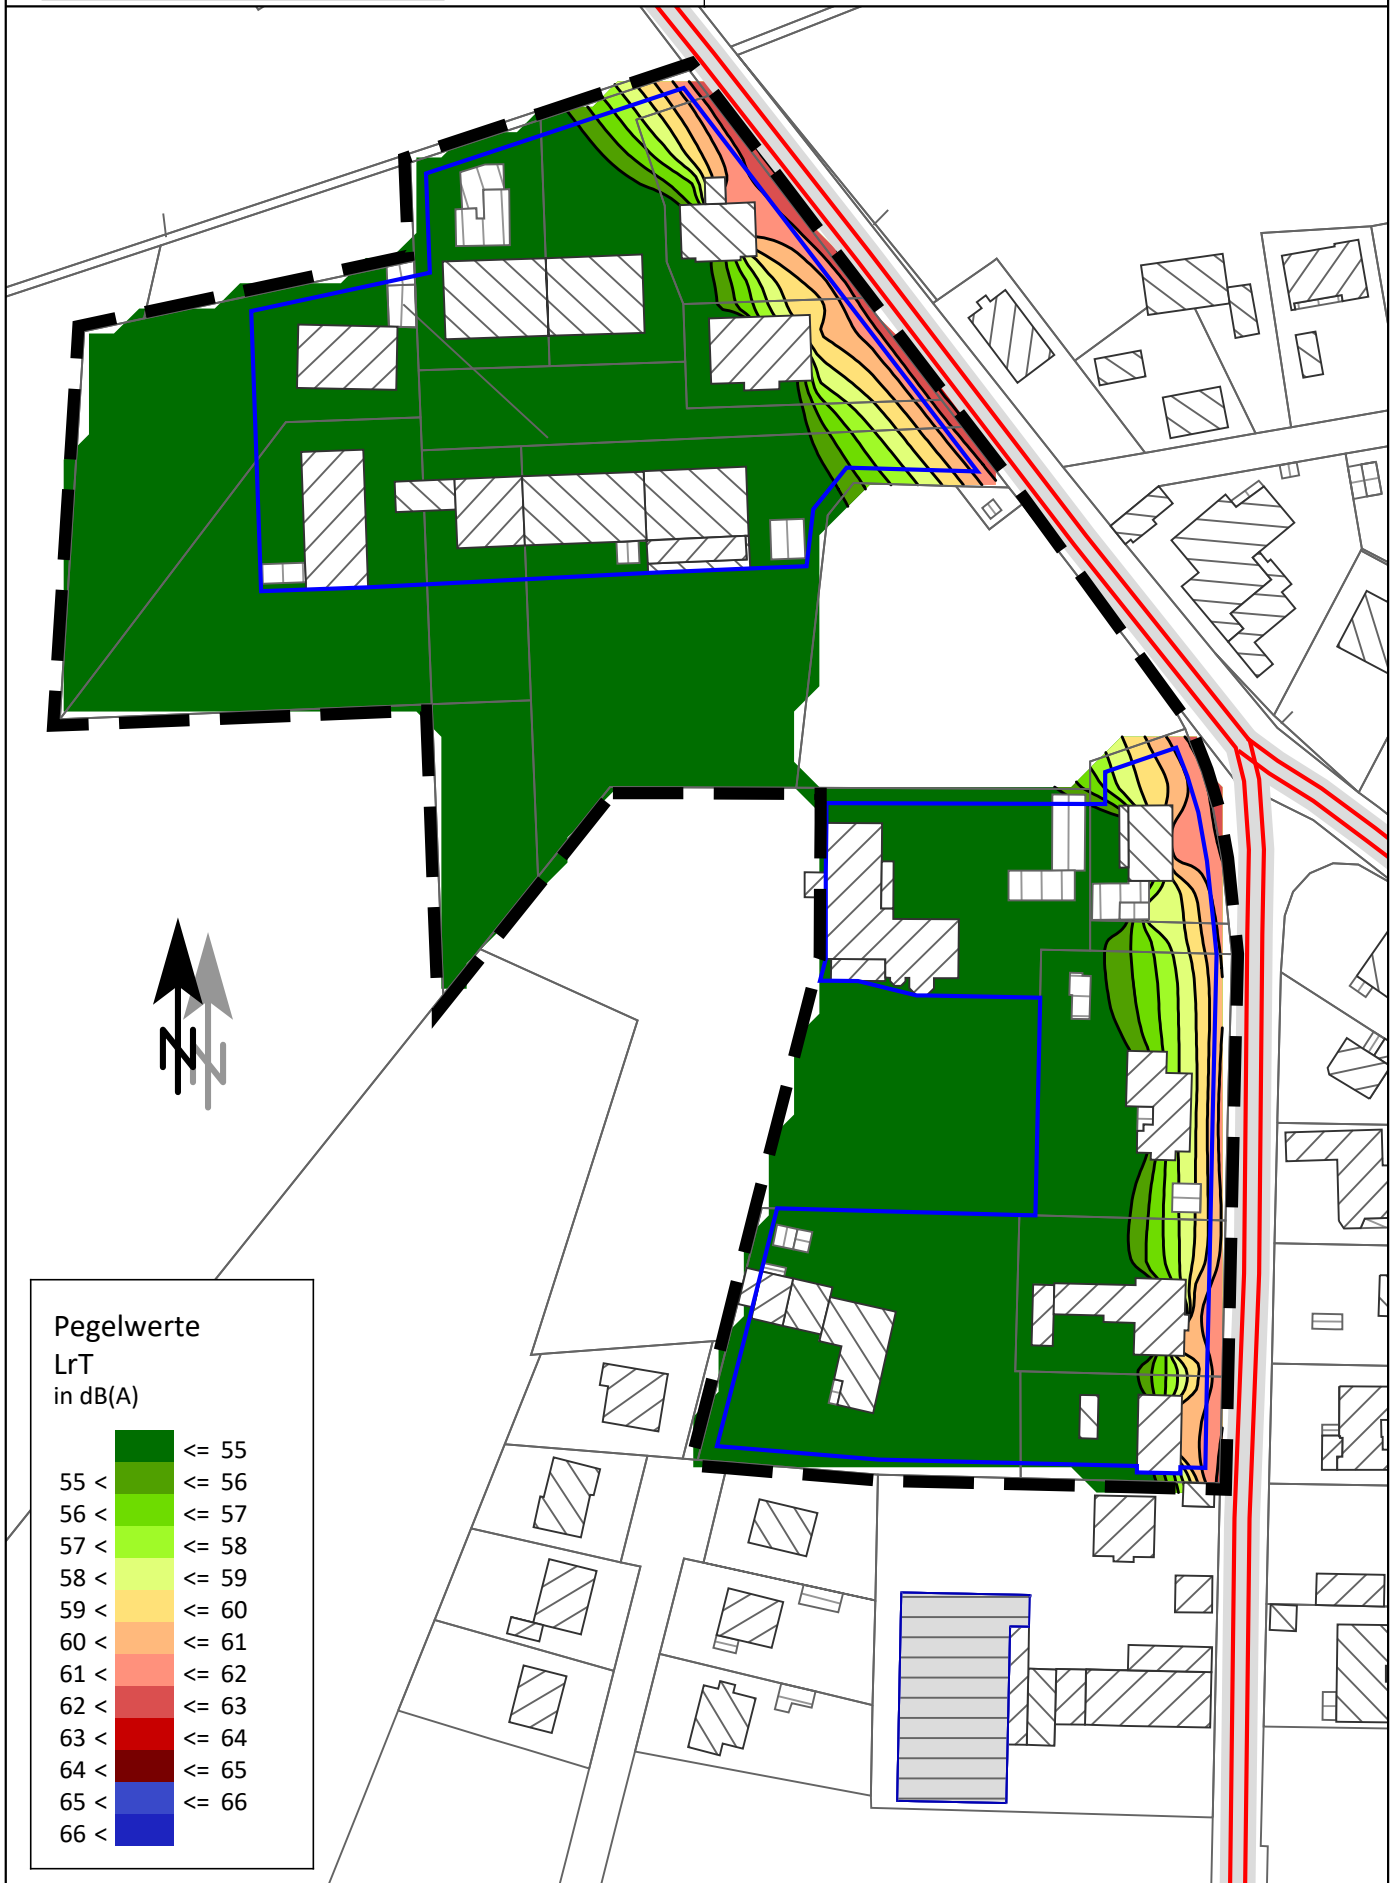 Pegelwerte
LrT
in dB(A)
<= 55
55 < <= 56
56 < <= 57
57 < <= 58
58 < <= 59
59 < <= 60
60 < <= 61
61 < <= 62
62 < <= 63
63 < <= 64
64 < <= 65
65 < <= 66
66 <
N